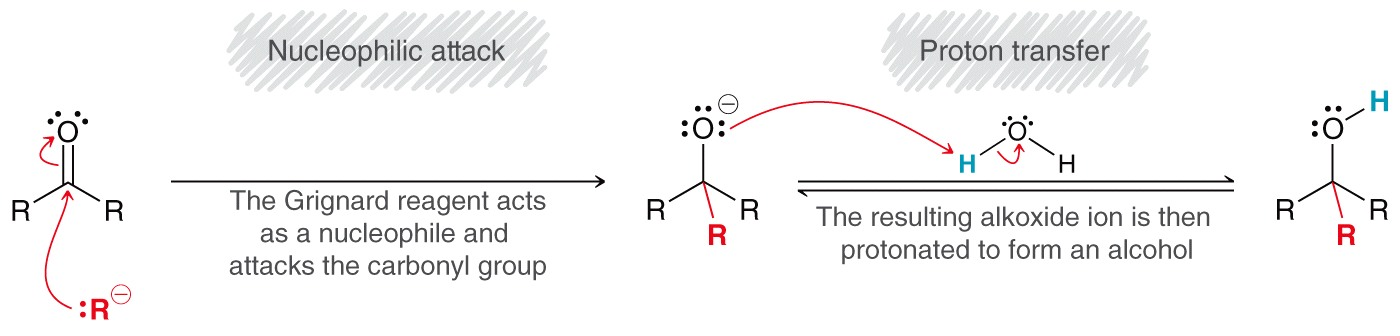 Nucleophilic attack
Proton transfer
O
R R
:R⊖
The Grignard reagent acts
as a nucleophile and
attacks the carbonyl group
:O:⊖
R R
R
O
H H
The resulting alkoxide ion is then
protonated to form an alcohol
H
:O
R R
R